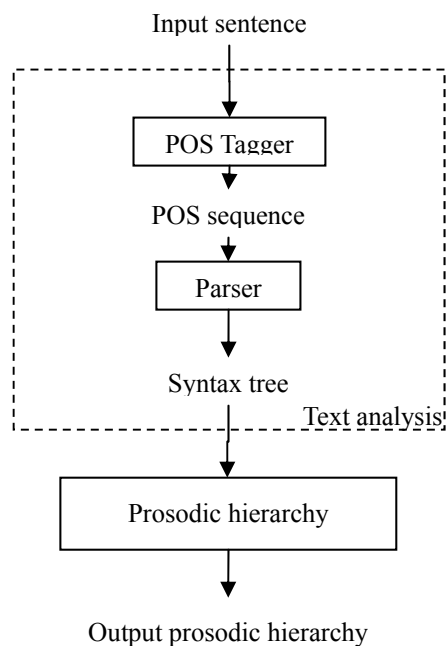 Input sentence
POS Tagger
POS sequence
Parser
Syntax tree
Text analysis
Prosodic hierarchy
Output prosodic hierarchy